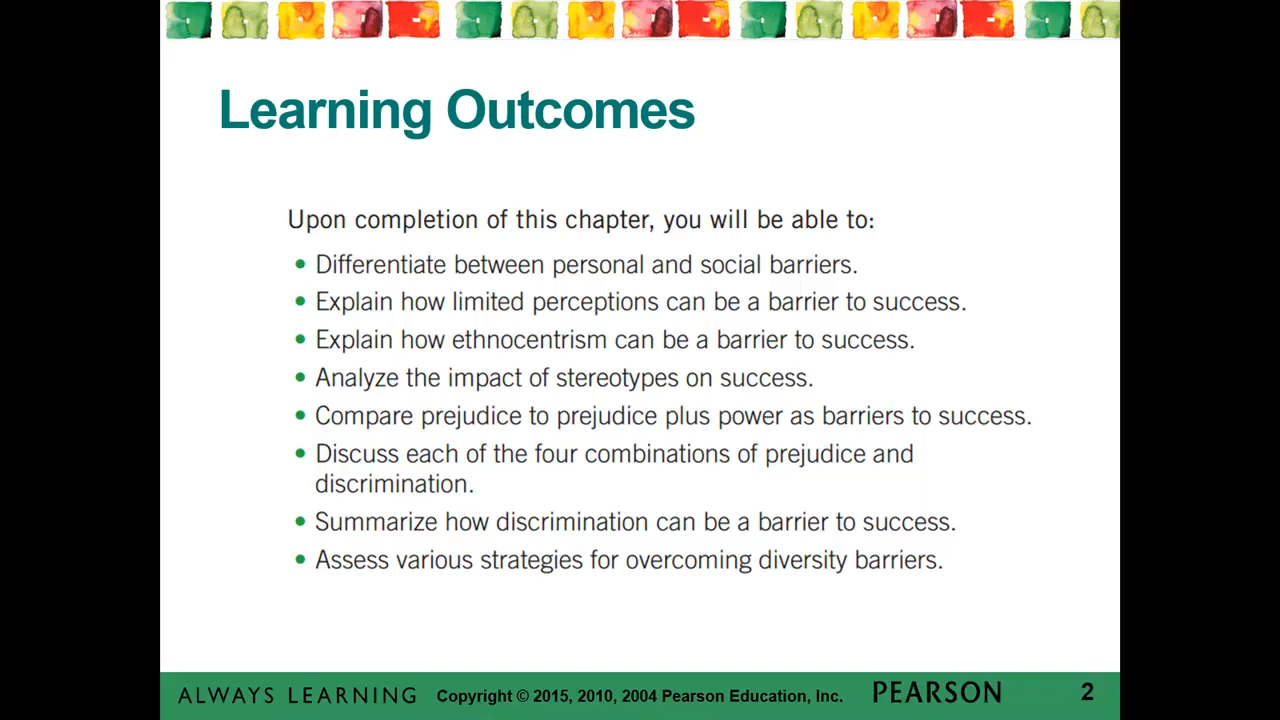 Learning Outcomes
Upon completion of this chapter, you will be able to:
• Differentiate between personal and social barriers.
• Explain how limited perceptions can be a barrier to success.
• Explain how ethnocentrism can be a barrier to success.
• Analyze the impact of stereotypes on success.
• Compare prejudice to prejudice plus power as barriers to success.
• Discuss each of the four combinations of prejudice and
discrimination.
• Summarize how discrimination can be a barrier to success.
• Assess various strategies for overcoming diversity barriers.
ALWAYS LEARNING Copyright © 2015, 2010, 2004 Pearson Education, Inc. PEARSON 2